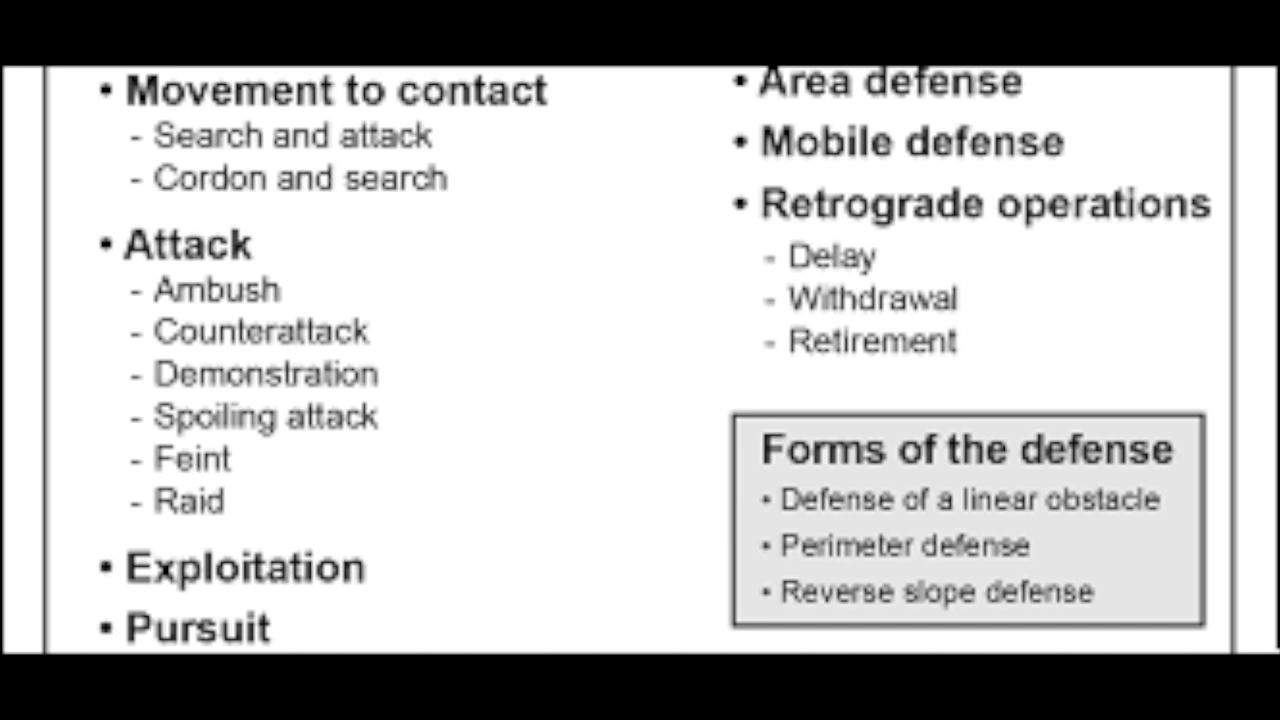 • Movement to contact
- Search and attack
- Cordon and search
• Attack
- Ambush
- Counterattack
- Demonstration
- Spoiling attack
- Feint
- Raid
• Exploitation
• Pursuit
• Area defense
• Mobile defense
• Retrograde operations
- Delay
- Withdrawal
- Retirement
Forms of the defense
• Defense of a linear obstacle
• Perimeter defense
• Reverse slope defense